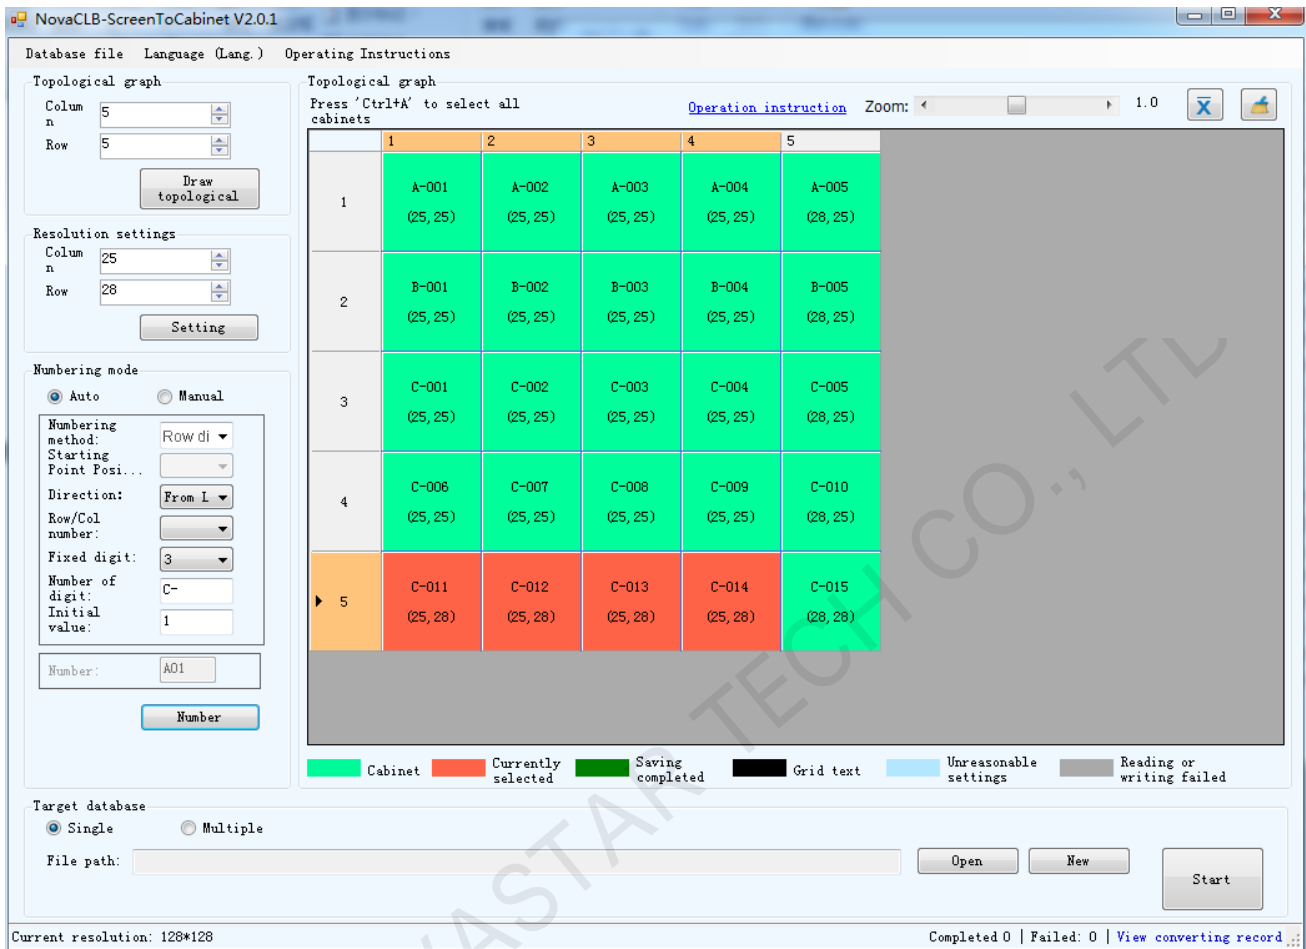 NovaCLB-ScreenToCabinet V2.0.1
Database file Language (Lang.) Operating Instructions
Topological graph
Colum
n
5
Row 5
Draw
topological
Resolution settings
Colum
n
25
Row 28
Setting
Numbering mode
Auto Manual
Numbering
method:
Row di
Starting
Point Posi...
Direction: From L
Row/Col
number:
Fixed digit: 3
Number of
digit:
C-
Initial
value:
1
Number: A01
Number
Topological graph
Press 'Ctrl+A' to select all
cabinets
Operation instruction Zoom: 1.0
1 2 3 4 5
A-001 A-002 A-003 A-004 A-005
1
(25, 25) (25, 25) (25, 25) (25, 25) (28, 25)
B-001 B-002 B-003 B-004 B-005
2
(25, 25) (25, 25) (25, 25) (25, 25) (28, 25)
C-001 C-002 C-003 C-004 C-005
3
(25, 25) (25, 25) (25, 25) (25, 25) (28, 25)
C-006 C-007 C-008 C-009 C-010
4
(25, 25) (25, 25) (25, 25) (25, 25) (28, 25)
C-011 C-012 C-013 C-014 C-015
5
(25, 28) (25, 28) (25, 28) (25, 28) (28, 28)
Cabinet
Currently
selected
Saving
completed
Grid text
Unreasonable
settings
Reading or
writing failed
Target database
Single Multiple
File path: Open New
Start
Current resolution: 128*128
Completed 0 | Failed: 0 | View converting record
VASTAR TECH CO., LTD